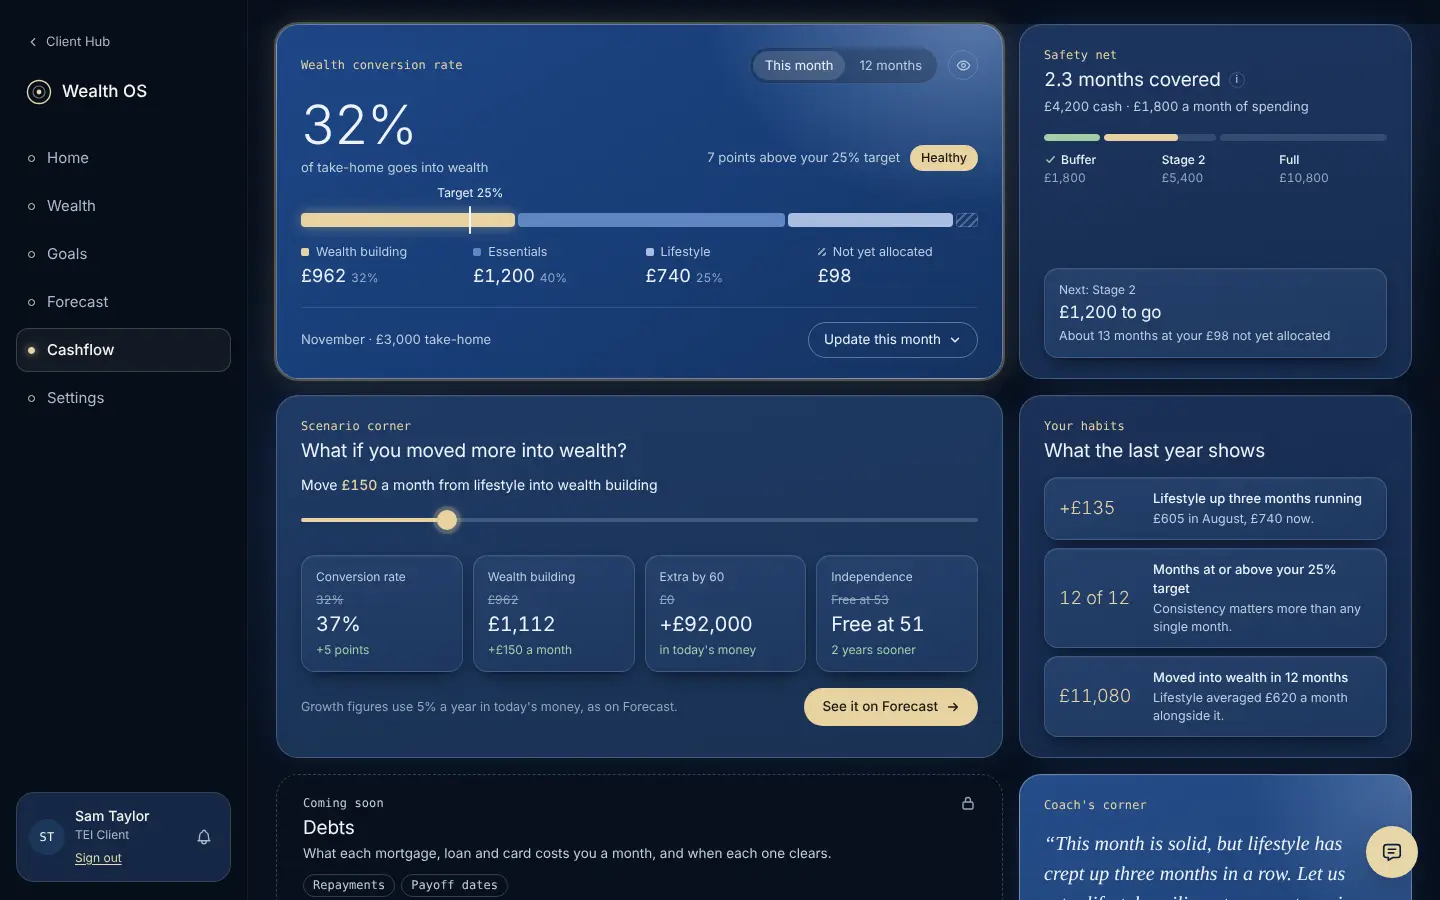 Client Hub
Wealth OS
Home
Wealth
Goals
Forecast
Cashflow
Settings
ST
Sam Taylor
TEI Client
Sign out
Wealth conversion rate
This month
12 months
32%
of take-home goes into wealth
7 points above your 25% target
Healthy
Target 25%
Wealth building
£962 32%
Essentials
£1,200 40%
Lifestyle
£740 25%
Not yet allocated
£98
November · £3,000 take-home
Update this month
Safety net
2.3 months covered
£4,200 cash · £1,800 a month of spending
Buffer
£1,800
Stage 2
£5,400
Full
£10,800
Next: Stage 2
£1,200 to go
About 13 months at your £98 not yet allocated
Scenario corner
What if you moved more into wealth?
Move £150 a month from lifestyle into wealth building
Conversion rate
32%
37%
+5 points
Wealth building
£962
£1,112
+£150 a month
Extra by 60
£0
+£92,000
in today's money
Independence
Free at 53
Free at 51
2 years sooner
Growth figures use 5% a year in today's money, as on Forecast.
See it on Forecast →
Your habits
What the last year shows
+£135
Lifestyle up three months running
£605 in August, £740 now.
12 of 12
Months at or above your 25%
target
Consistency matters more than any
single month.
£11,080
Moved into wealth in 12 months
Lifestyle averaged £620 a month
alongside it.
Coming soon
Debts
What each mortgage, loan and card costs you a month, and when each one clears.
Repayments
Payoff dates
Coach's corner
“This month is solid, but lifestyle has
crept up three months in a row. Let us